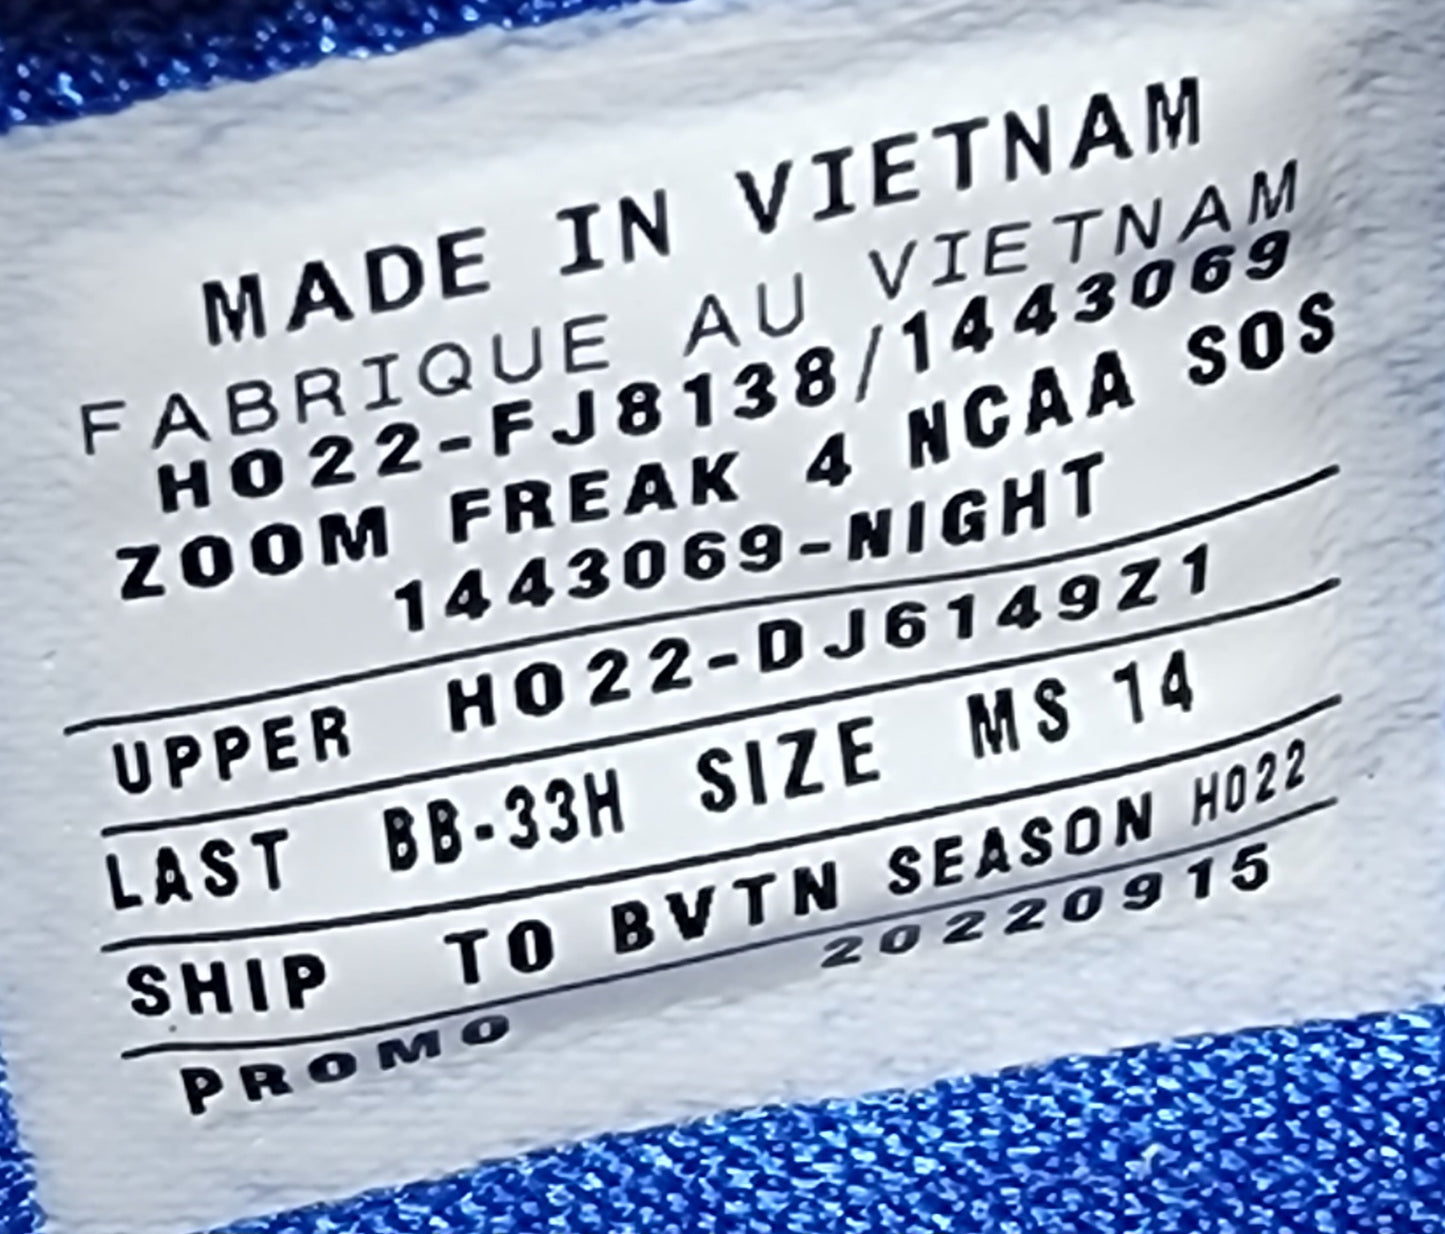 MADE IN VIETNAM
FABRIQUE AU VIETNAM
HO22-FJ8138/1443069
ZOOM FREAK 4 NCAA SOS
1443069-NIGHT
UPPER HO22-DJ6149Z1
LAST BB-33H SIZE MS 14
SHIP TO BVTN SEASON HO22
PROMO 20220915